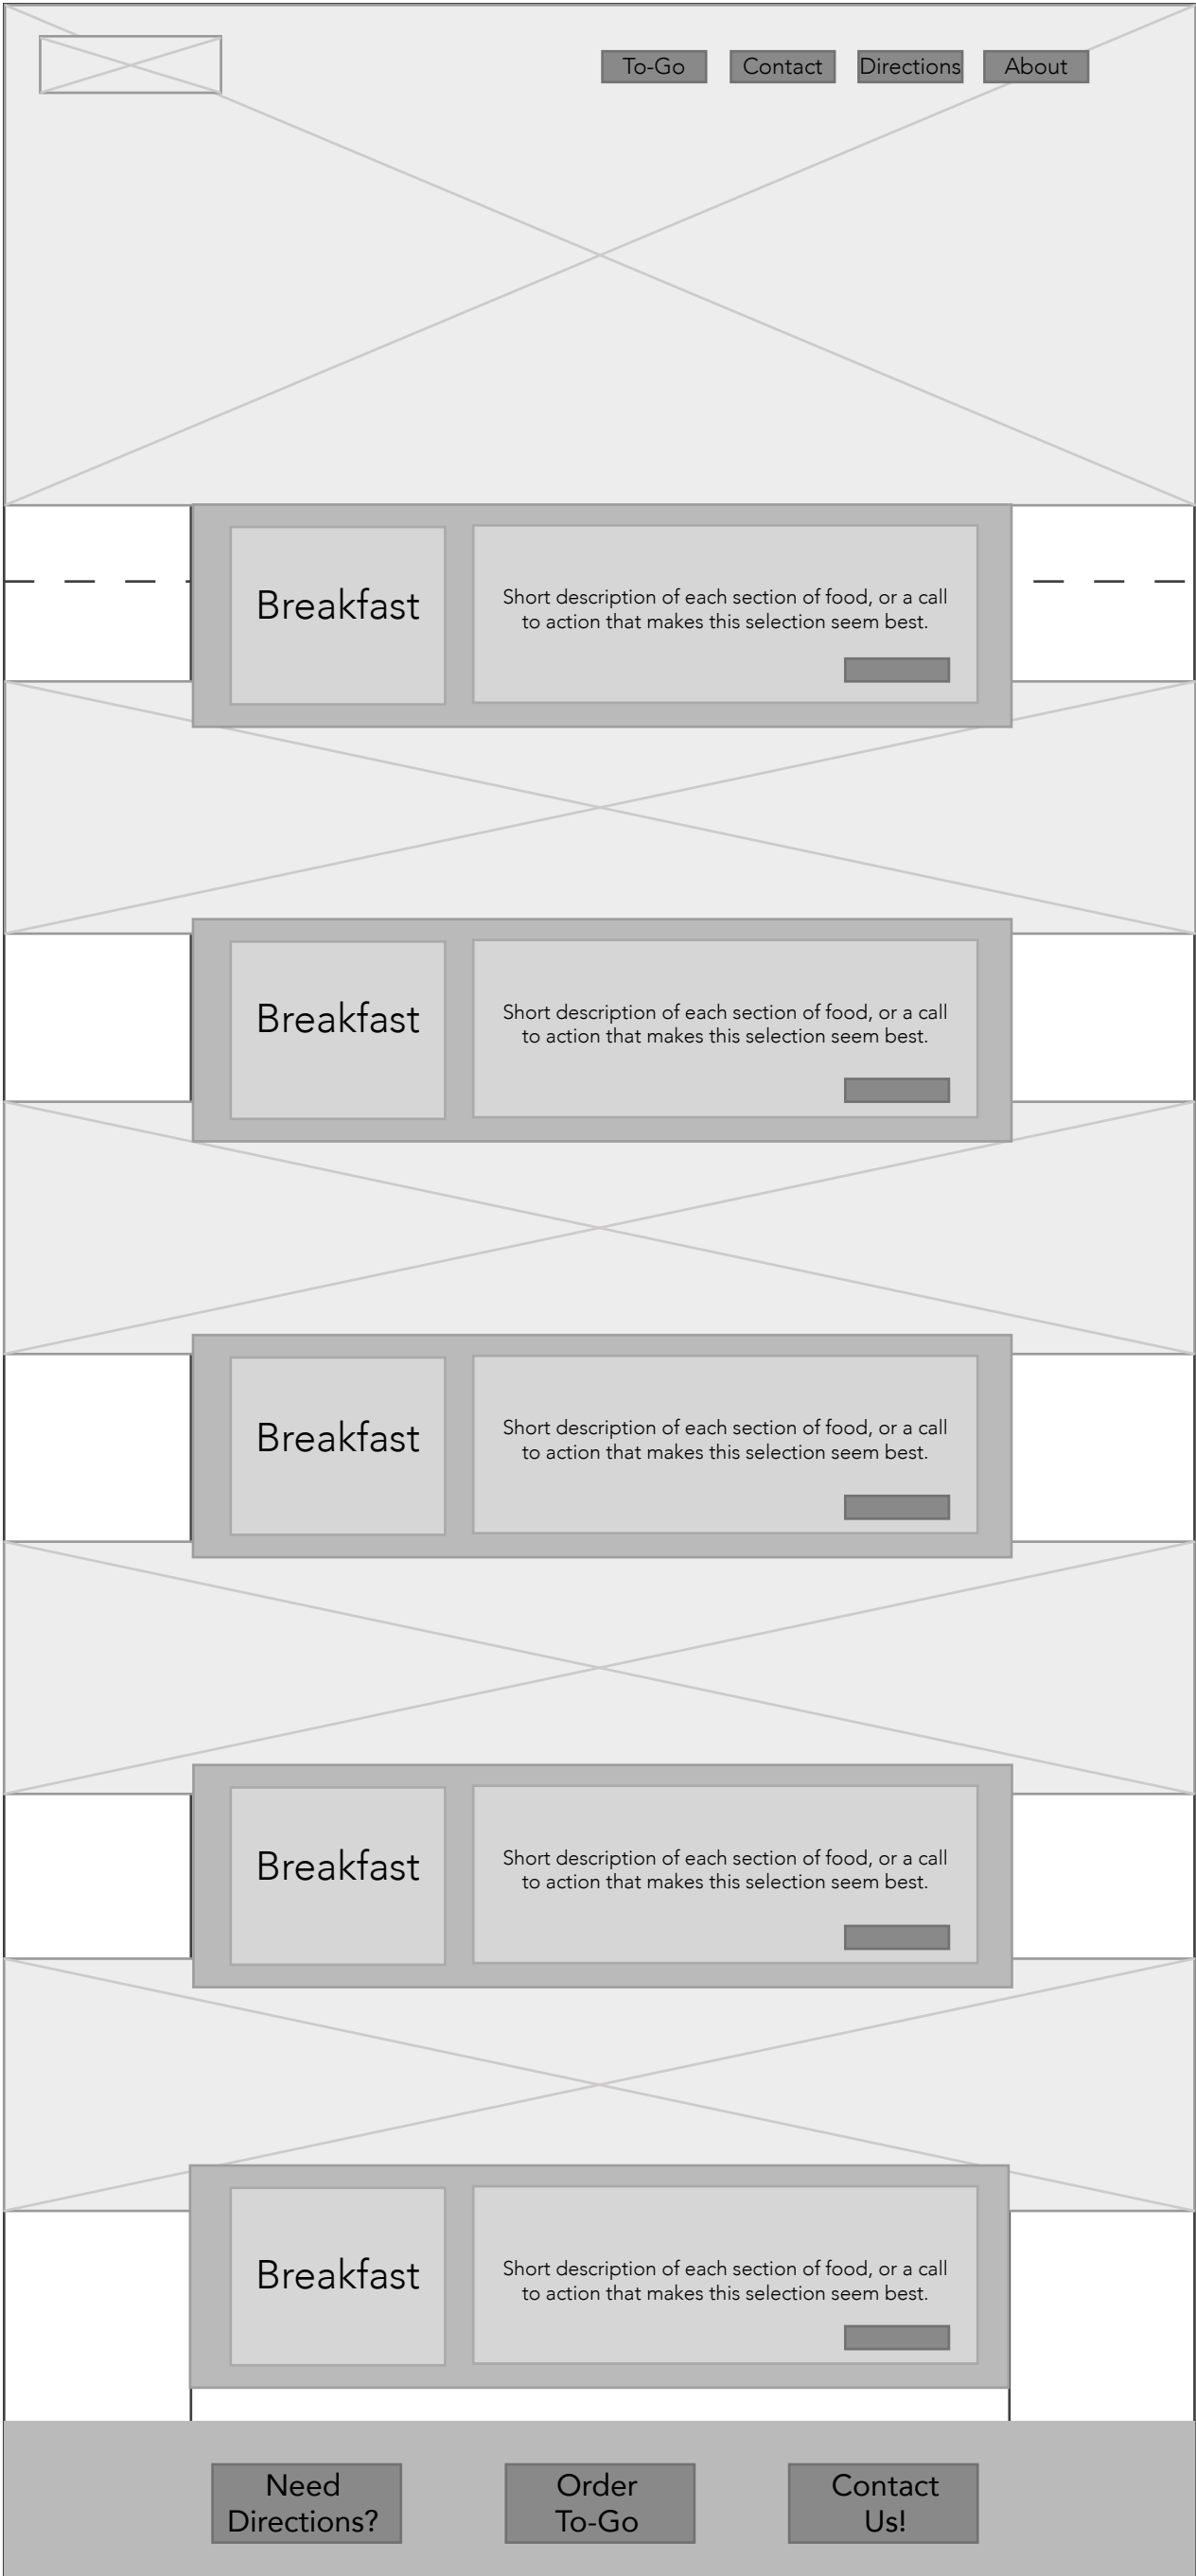 To-Go Contact Directions About
Breakfast
Short description of each section of food, or a call
to action that makes this selection seem best.
Breakfast
Short description of each section of food, or a call
to action that makes this selection seem best.
Breakfast
Short description of each section of food, or a call
to action that makes this selection seem best.
Breakfast
Short description of each section of food, or a call
to action that makes this selection seem best.
Breakfast
Short description of each section of food, or a call
to action that makes this selection seem best.
Need
Directions?
Order
To-Go
Contact
Us!